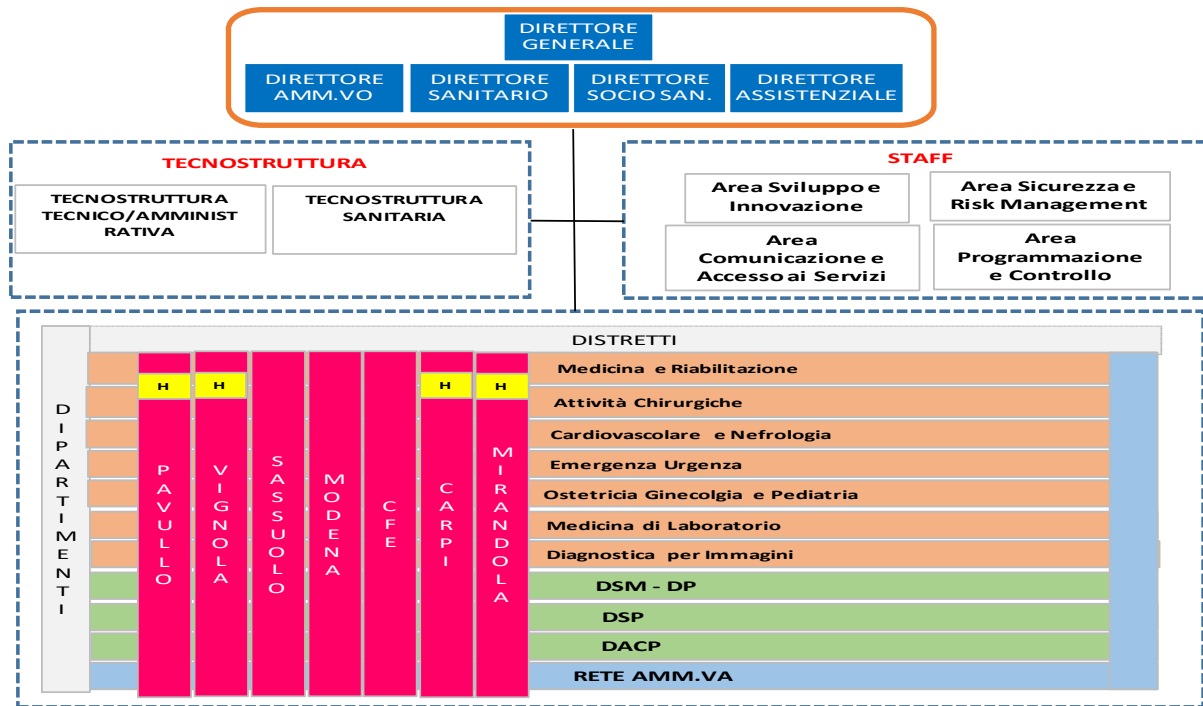 DIRETTORE
GENERALE
DIRETTORE
AMM.VO
DIRETTORE
SANITARIO
DIRETTORE
SOCIO SAN.
DIRETTORE
ASSISTENZIALE
TECNOSTRUTTURA
TECNOSTRUTTURA
TECNICO/AMMINIST
RATIVA
TECNOSTRUTTURA
SANITARIA
STAFF
Area Sviluppo e
Innovazione
Area Sicurezza e
Risk Management
Area
Comunicazione e
Accesso ai Servizi
Area
Programmazione
e Controllo
DISTRETTI
DIPARTIMENTI
H
PAVULLO
H
VIGNOLA
SASSUOLO
MODENA
CFE
H
CARPI
H
MIRANDOLA
Medicina e Riabilitazione
Attività Chirurgiche
Cardiovascolare e Nefrologia
Emergenza Urgenza
Ostetricia Ginecolgia e Pediatria
Medicina di Laboratorio
Diagnostica per Immagini
DSM - DP
DSP
DACP
RETE AMM.VA